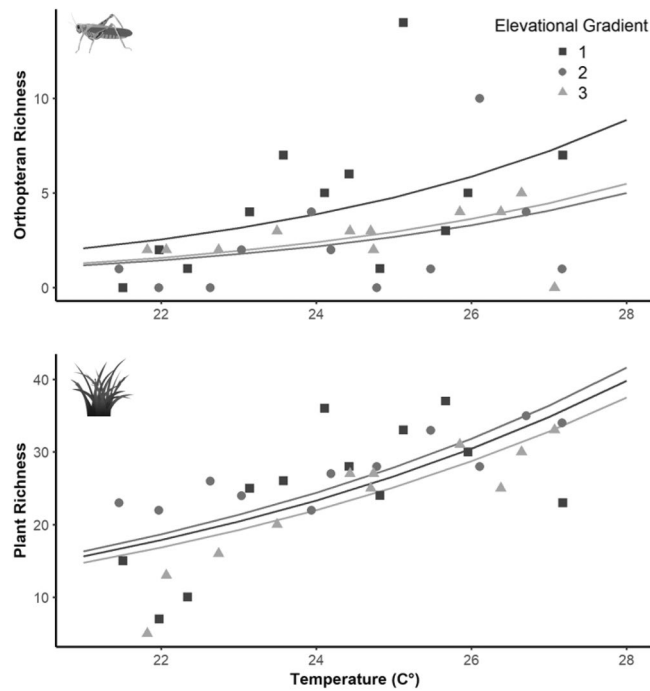 Elevational Gradient
1
2
3
Orthopteran Richness
10
5
0
22 24 26 28
Plant Richness
40
30
20
10
22 24 26 28
Temperature (C°)